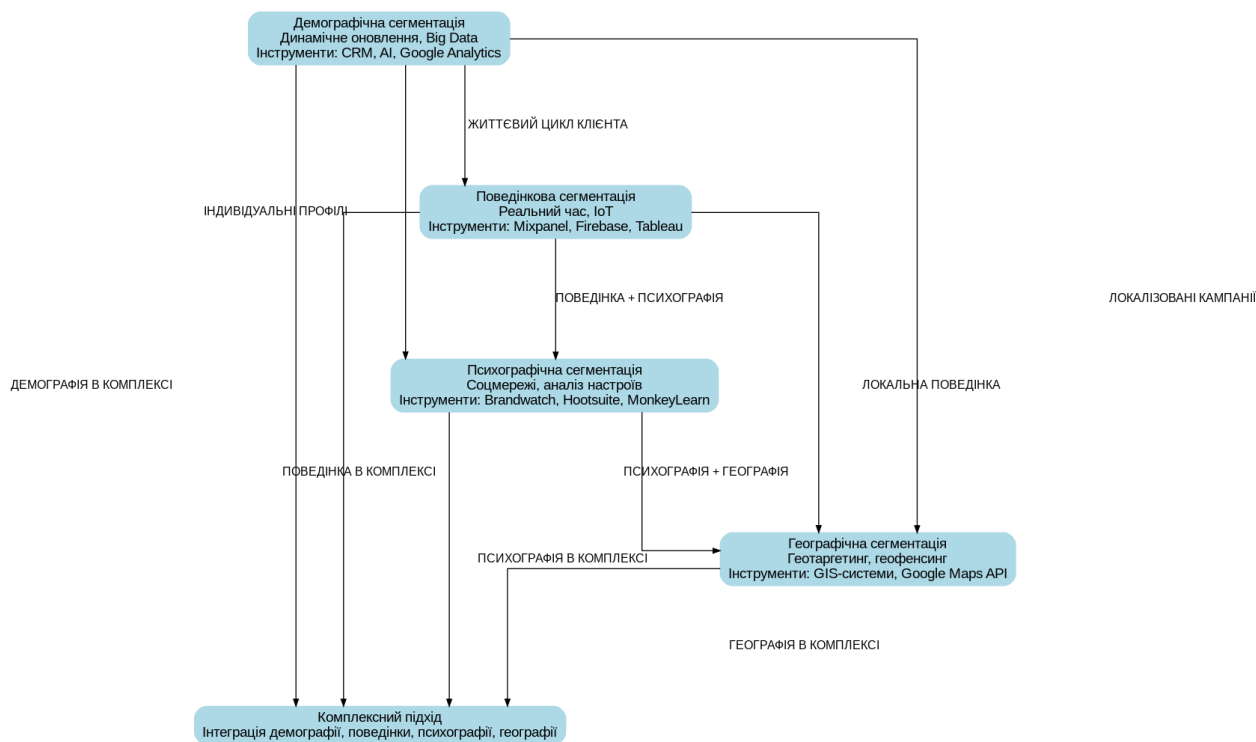 Демографічна сегментація
Динамічне оновлення, Big Data
Інструменти: CRM, AI, Google Analytics
ЖИТТЄВИЙ ЦИКЛ КЛІЄНТА
Поведінкова сегментація
Реальний час, IoT
Інструменти: Mixpanel, Firebase, Tableau
ІНДИВІДУАЛЬНІ ПРОФІЛІ
ПОВЕДІНКА + ПСИХОГРАФІЯ
ЛОКАЛІЗОВАНІ КАМПАНІЇ
Психографічна сегментація
Соцмережі, аналіз настроїв
Інструменти: Brandwatch, Hootsuite, MonkeyLearn
ДЕМОГРАФІЯ В КОМПЛЕКСІ
ЛОКАЛЬНА ПОВЕДІНКА
ПОВЕДІНКА В КОМПЛЕКСІ
ПСИХОГРАФІЯ + ГЕОГРАФІЯ
Географічна сегментація
Геотаргетинг, геофенсинг
Інструменти: GIS-системи, Google Maps API
ПСИХОГРАФІЯ В КОМПЛЕКСІ
ГЕОГРАФІЯ В КОМПЛЕКСІ
Комплексний підхід
Інтеграція демографії, поведінки, психографії, географії